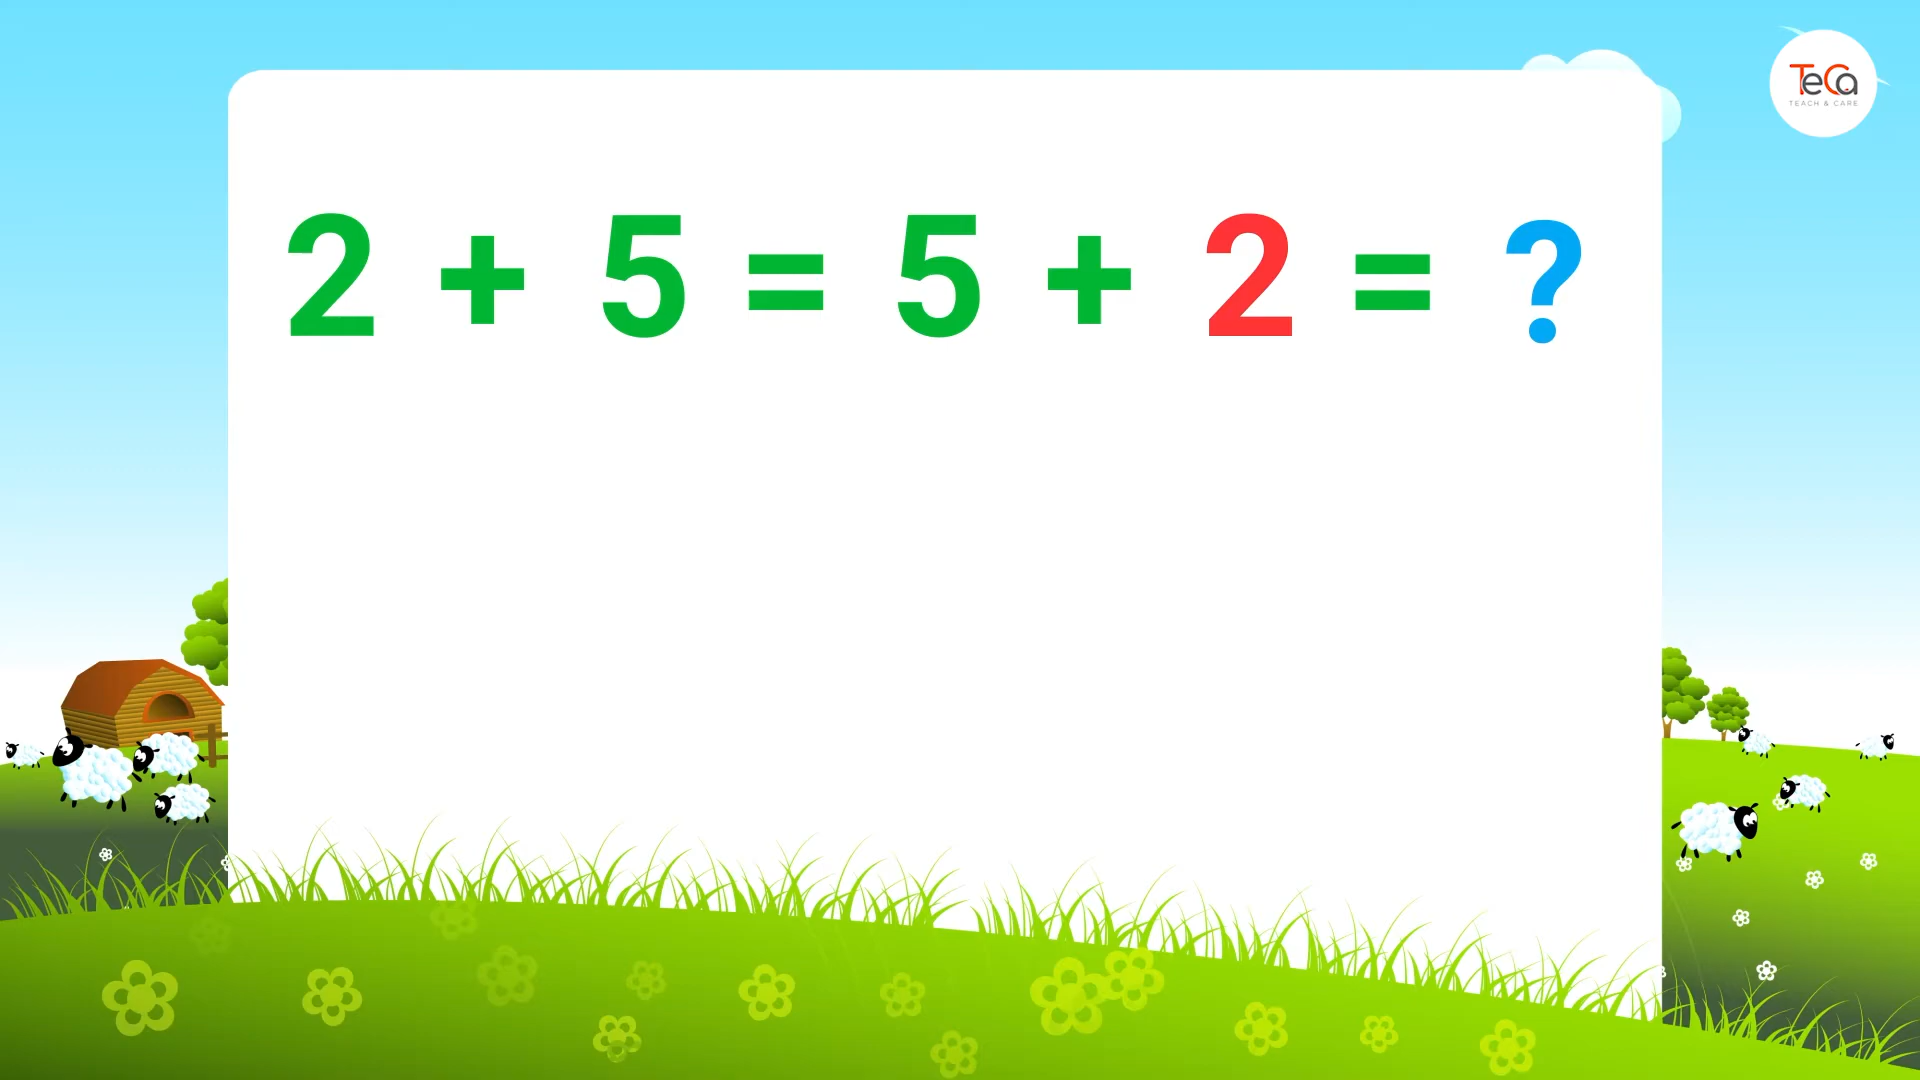 TeCa
TEACH & CARE
2 + 5 = 5 + 2 = ?